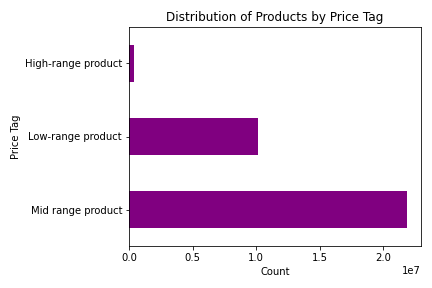 Distribution of Products by Price Tag
High-range product
Low-range product
Mid range product
Price Tag
0.0 0.5 1.0 1.5 2.0
1e7
Count